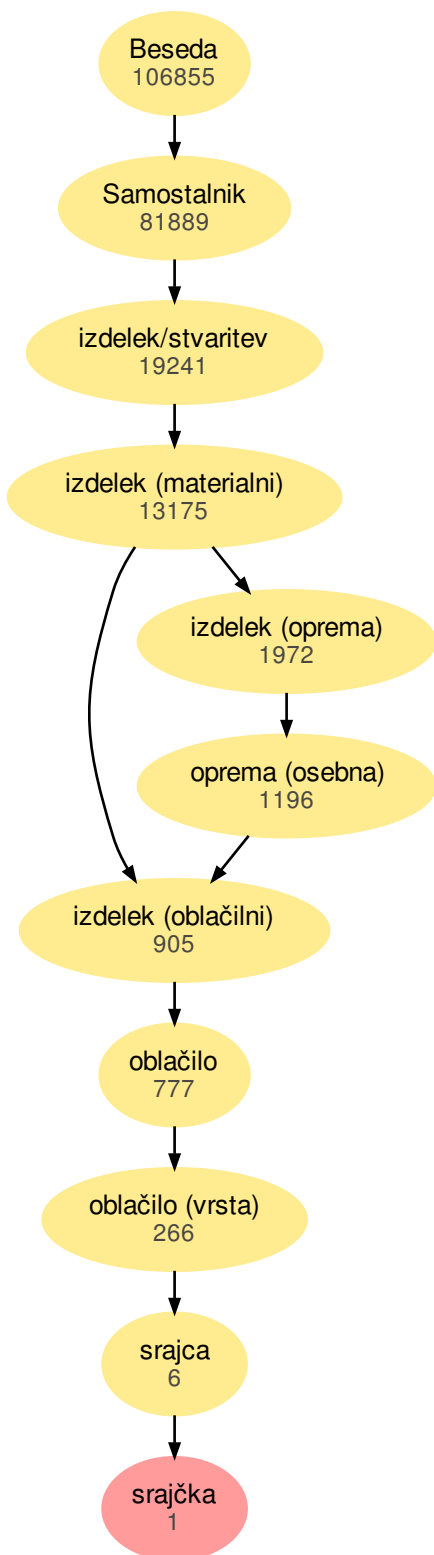 Beseda
106855
Samostalnik
81889
izdelek/stvaritev
19241
izdelek (materialni)
13175
izdelek (oprema)
1972
oprema (osebna)
1196
izdelek (oblačilni)
905
oblačilo
777
oblačilo (vrsta)
266
srajca
6
srajčka
1